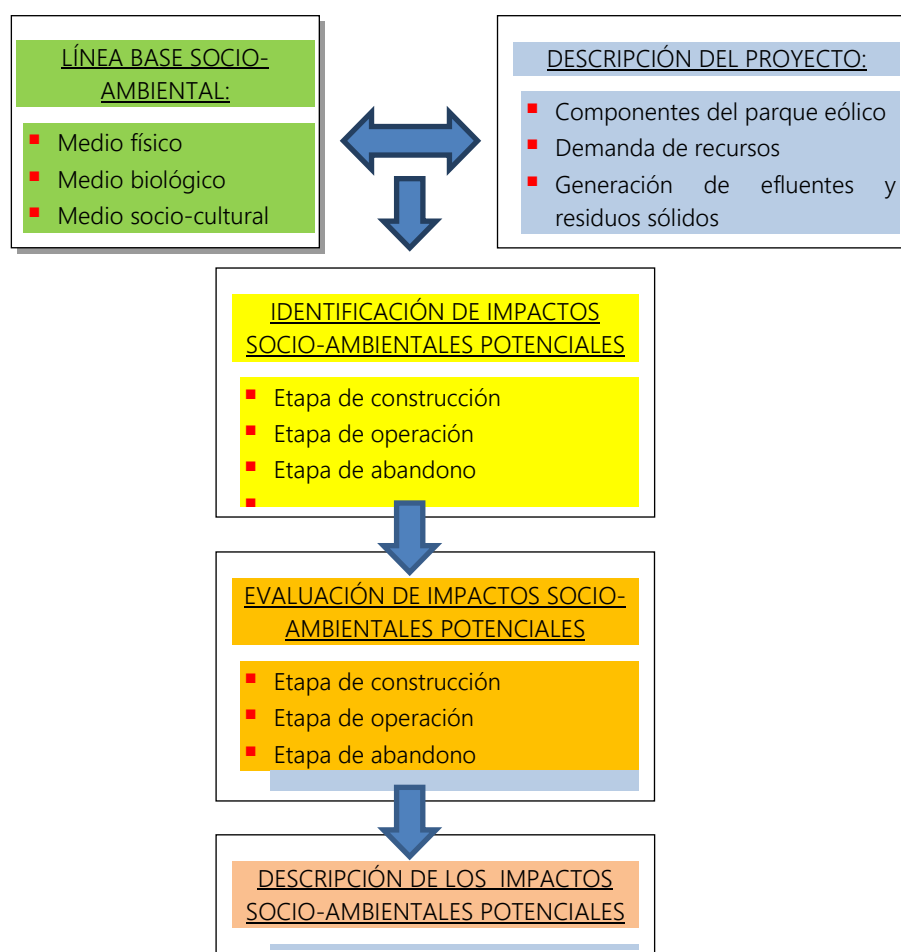 LÍNEA BASE SOCIO-
AMBIENTAL:
Medio físico
Medio biológico
Medio socio-cultural
DESCRIPCIÓN DEL PROYECTO:
Componentes del parque eólico
Demanda de recursos
Generación de efluentes y
residuos sólidos
IDENTIFICACIÓN DE IMPACTOS
SOCIO-AMBIENTALES POTENCIALES
Etapa de construcción
Etapa de operación
Etapa de abandono
EVALUACIÓN DE IMPACTOS SOCIO-
AMBIENTALES POTENCIALES
Etapa de construcción
Etapa de operación
Etapa de abandono
DESCRIPCIÓN DE LOS IMPACTOS
SOCIO-AMBIENTALES POTENCIALES